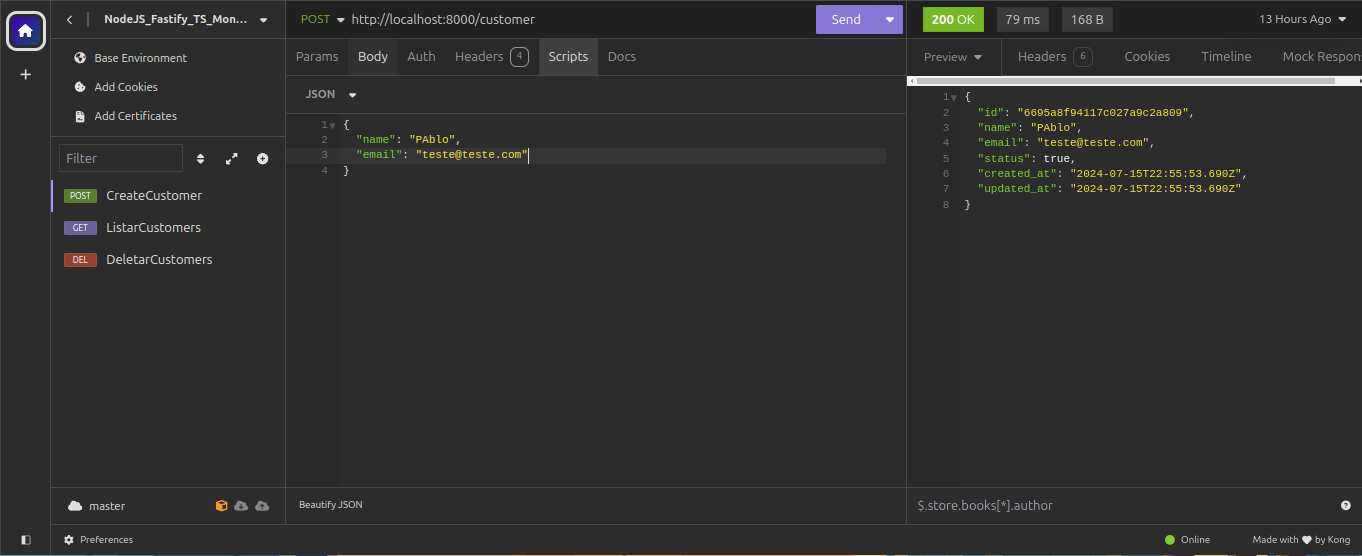 NodeJS_Fastify_TS_Mon...
Base Environment
Add Cookies
Add Certificates
Filter
POST CreateCustomer
GET ListarCustomers
DEL DeletarCustomers
master
Preferences
POST http://localhost:8000/customer
Send
Params Body Auth Headers 4 Scripts Docs
JSON
1 {
2 "name": "PAblo",
3 "email": "teste@teste.com"
4 }
Beautify JSON
200 OK 79 ms 168 B 13 Hours Ago
Preview Headers 6 Cookies Timeline Mock Respon
1 {
2 "id": "6695a8f94117c027a9c2a809",
3 "name": "PAblo",
4 "email": "teste@teste.com",
5 "status": true,
6 "created_at": "2024-07-15T22:55:53.690Z",
7 "updated_at": "2024-07-15T22:55:53.690Z"
8 }
$.store.books[*].author
Online Made with ♥ by Kong